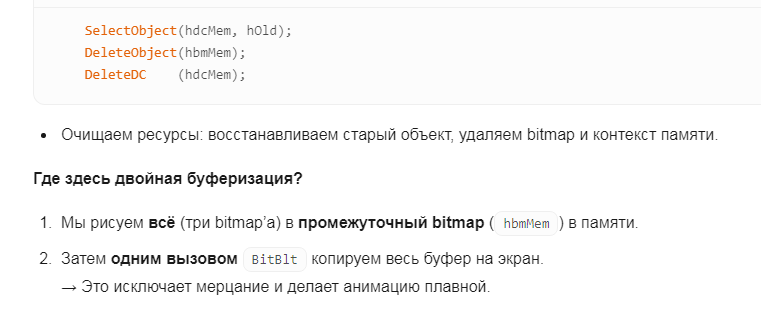 SelectObject(hdcMem, hOld);
DeleteObject(hbmMem);
DeleteDC    (hdcMem);
• Очищаем ресурсы: восстанавливаем старый объект, удаляем bitmap и контекст памяти.
Где здесь двойная буферизация?
1. Мы рисуем всё (три bitmap’а) в промежуточный bitmap ( hbmMem ) в памяти.
2. Затем одним вызовом BitBlt копируем весь буфер на экран.
→ Это исключает мерцание и делает анимацию плавной.